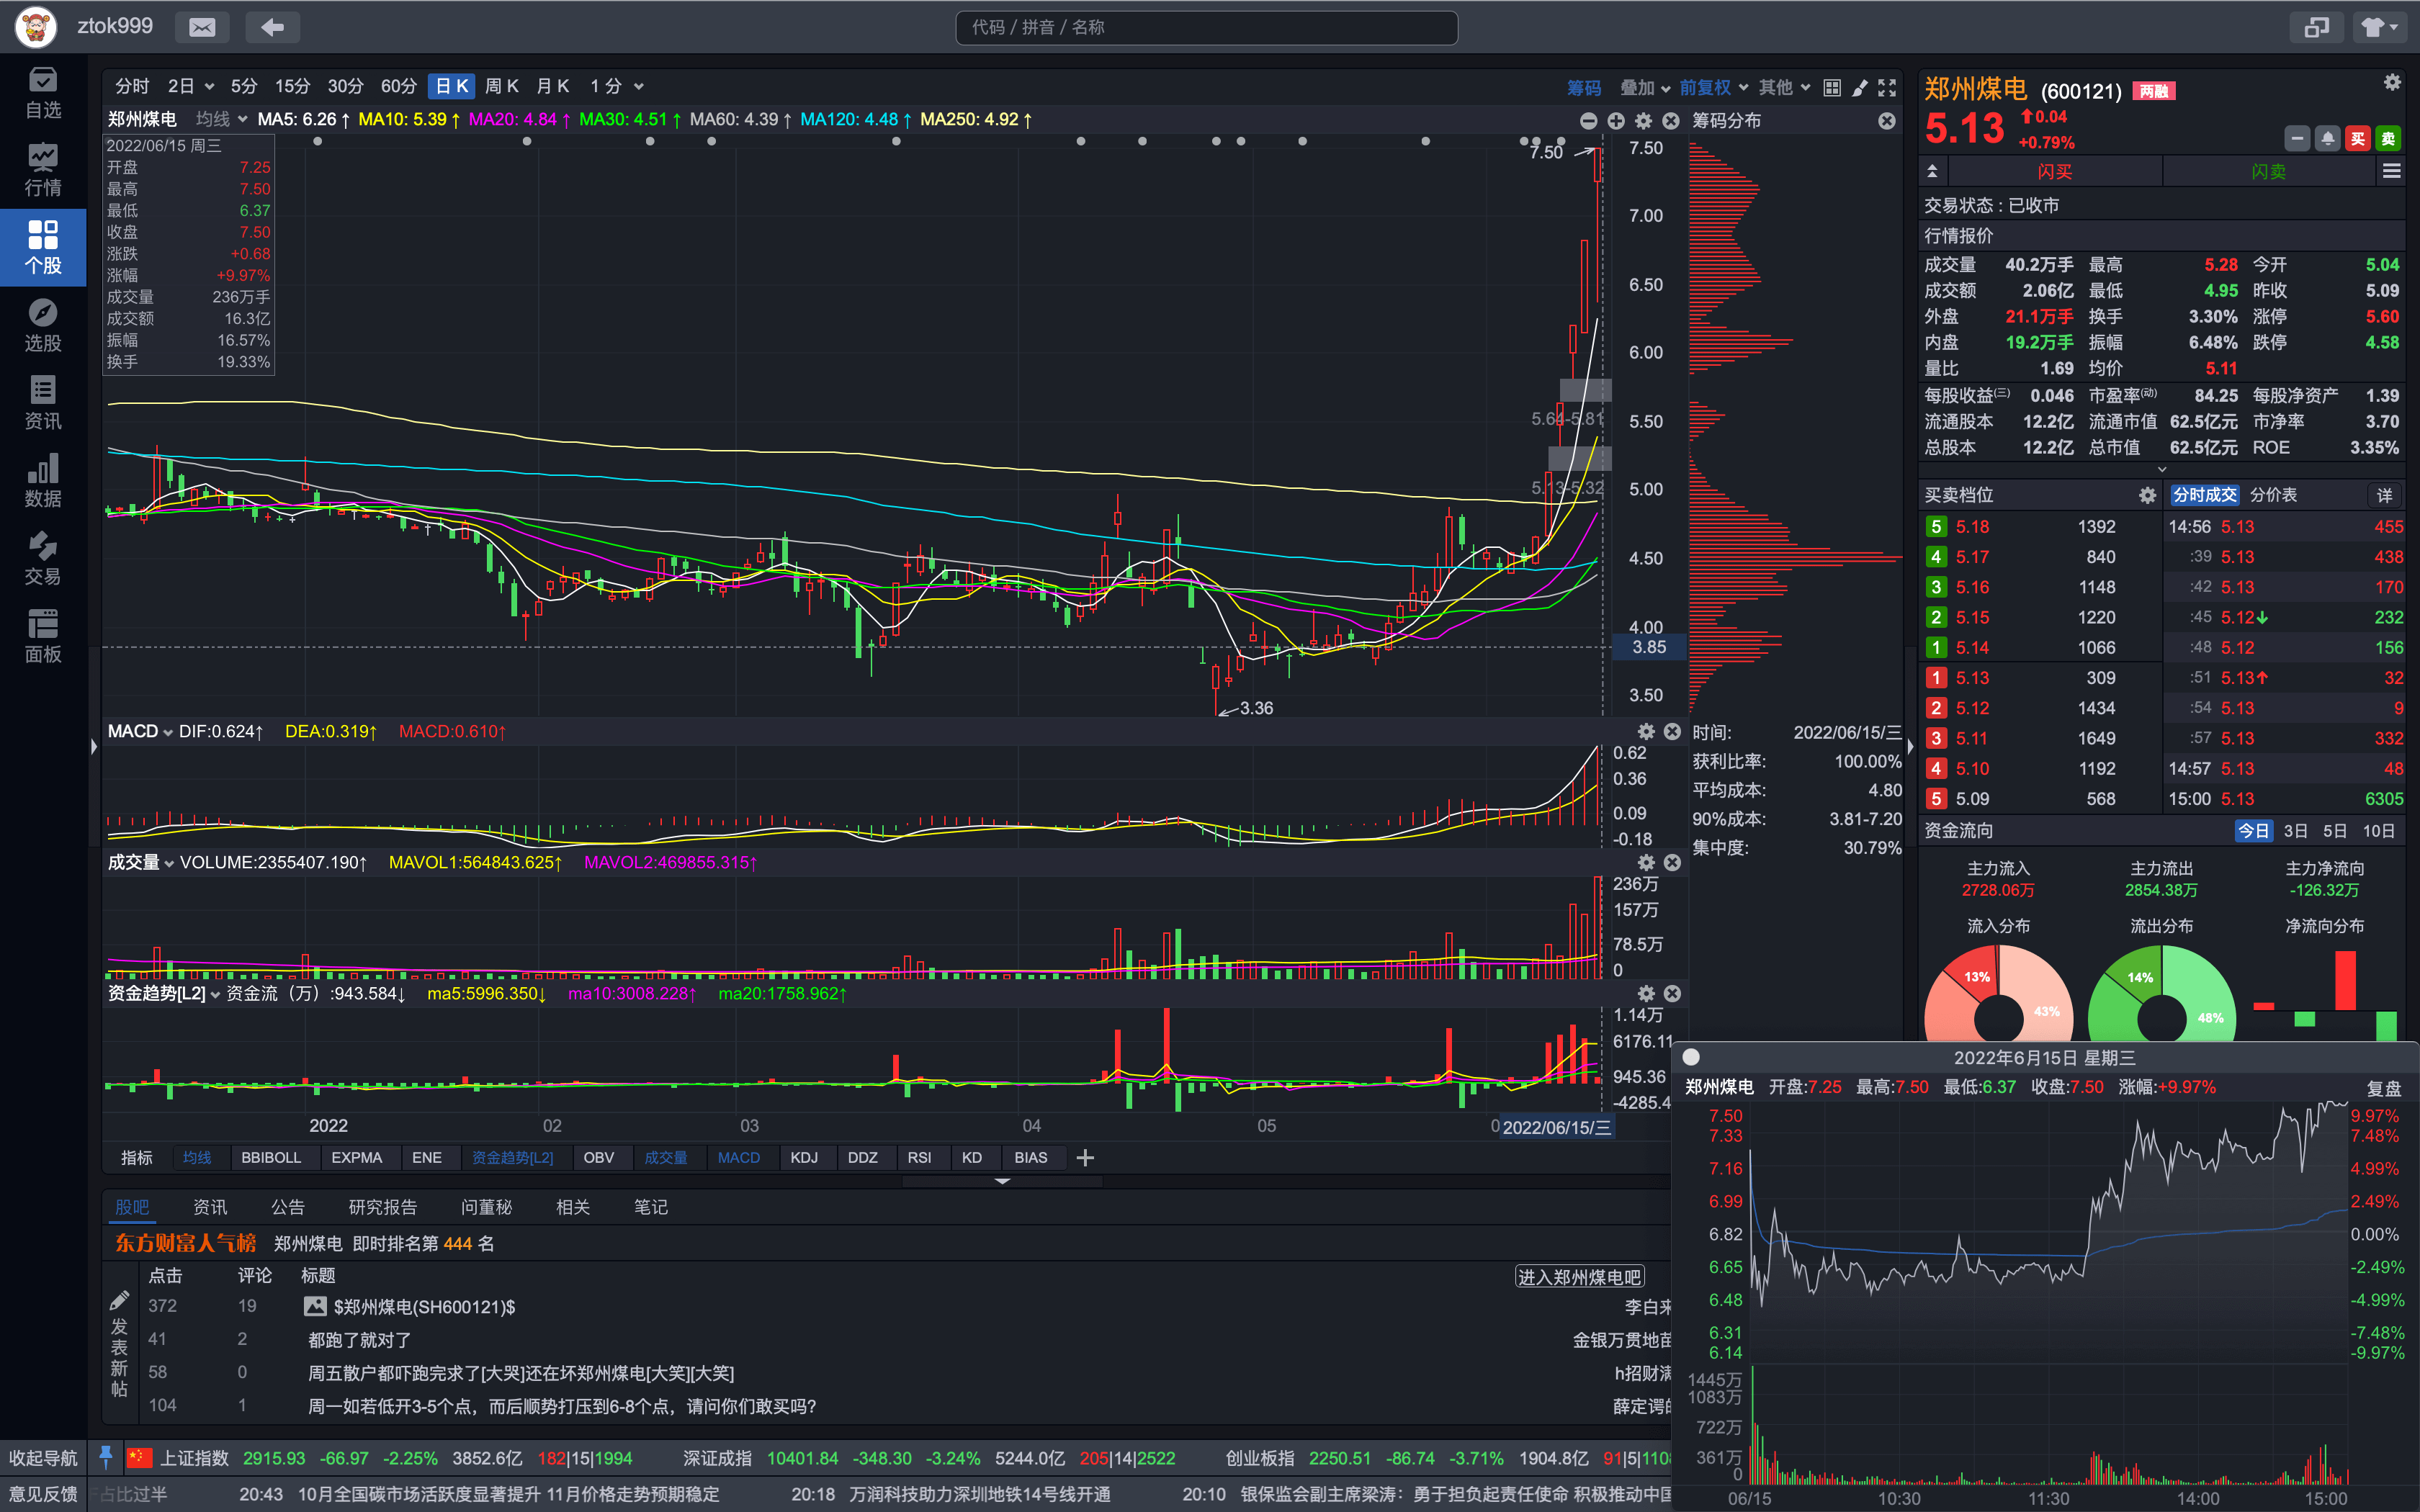 ztok999
代码 / 拼音 / 名称
自选
行情
个股
选股
资讯
数据
交易
面板
收起导航
意见反馈
分时 2日 5分 15分 30分 60分 日K 周K 月K 1 分 筹码 叠加 前复权 其他
郑州煤电 均线 MA5: 6.26↑ MA10: 5.39↑ MA20: 4.84↑ MA30: 4.51↑ MA60: 4.39↑ MA120: 4.48↑ MA250: 4.92↑
2022/06/15 周三
开盘 7.25
最高 7.50
最低 6.37
收盘 7.50
涨跌 +0.68
涨幅 +9.97%
成交量 236万手
成交额 16.3亿
振幅 16.57%
换手 19.33%
7.50
5.64-5.81
5.13-5.32
3.36
7.50
7.00
6.50
6.00
5.50
5.00
4.50
4.00
3.85
3.50
MACD DIF:0.624↑ DEA:0.319↑ MACD:0.610↑
0.62
0.36
0.09
-0.18
成交量 VOLUME:2355407.190↑ MAVOL1:564843.625↑ MAVOL2:469855.315↑
236万
157万
78.5万
0
资金趋势[L2] 资金流（万）:943.584↓ ma5:5996.350↓ ma10:3008.228↑ ma20:1758.962↑
1.14万
6176.11
945.36
-4285.4
2022 02 03 04 05 0 2022/06/15/三
指标 均线 BBIBOLL EXPMA ENE 资金趋势[L2] OBV 成交量 MACD KDJ DDZ RSI KD BIAS
筹码分布
时间: 2022/06/15/三
获利比率: 100.00%
平均成本: 4.80
90%成本: 3.81-7.20
集中度: 30.79%
股吧 资讯 公告 研究报告 问董秘 相关 笔记
东方财富人气榜 郑州煤电 即时排名第 444 名
发表新帖
点击 评论 标题 进入郑州煤电吧
372 19 $郑州煤电(SH600121)$ 李白来
41 2 都跑了就对了 金银万贯地
58 0 周五散户都吓跑完求了[大哭]还在坏郑州煤电[大笑][大笑] h招财满
104 1 周一如若低开3-5个点，而后顺势打压到6-8个点，请问你们敢买吗? 薛定谔
郑州煤电 (600121) 两融
5.13 0.04
+0.79%
买 卖
闪买 闪卖
交易状态 : 已收市
行情报价
成交量 40.2万手 最高 5.28 今开 5.04
成交额 2.06亿 最低 4.95 昨收 5.09
外盘 21.1万手 换手 3.30% 涨停 5.60
内盘 19.2万手 振幅 6.48% 跌停 4.58
量比 1.69 均价 5.11
每股收益(三) 0.046 市盈率(动) 84.25 每股净资产 1.39
流通股本 12.2亿 流通市值 62.5亿元 市净率 3.70
总股本 12.2亿 总市值 62.5亿元 ROE 3.35%
买卖档位
5 5.18 1392
4 5.17 840
3 5.16 1148
2 5.15 1220
1 5.14 1066
1 5.13 309
2 5.12 1434
3 5.11 1649
4 5.10 1192
5 5.09 568
分时成交 分价表 详
14:56 5.13 455
:39 5.13 438
:42 5.13 170
:45 5.12↓ 232
:48 5.12 156
:51 5.13↑ 32
:54 5.13 9
:57 5.13 332
14:57 5.13 48
15:00 5.13 6305
资金流向 今日 3日 5日 10日
主力流入 主力流出 主力净流向
2728.06万 2854.38万 -126.32万
流入分布 流出分布 净流向分布
13% 43% 14% 48%
2022年6月15日 星期三
郑州煤电 开盘:7.25 最高:7.50 最低:6.37 收盘:7.50 涨幅:+9.97% 复盘
7.50 9.97%
7.33 7.48%
7.16 4.99%
6.99 2.49%
6.82 0.00%
6.65 -2.49%
6.48 -4.99%
6.31 -7.48%
6.14 -9.97%
1445万
1083万
722万
361万
0
06/15 10:30 11:30 14:00 15:00
上证指数 2915.93 -66.97 -2.25% 3852.6亿 182|15|1994 深证成指 10401.84 -348.30 -3.24% 5244.0亿 205|14|2522 创业板指 2250.51 -86.74 -3.71% 1904.8亿 91|5|110
占比过半 20:43 10月全国碳市场活跃度显著提升 11月价格走势预期稳定 20:18 万润科技助力深圳地铁14号线开通 20:10 银保监会副主席梁涛：勇于担负起责任使命 积极推动中国